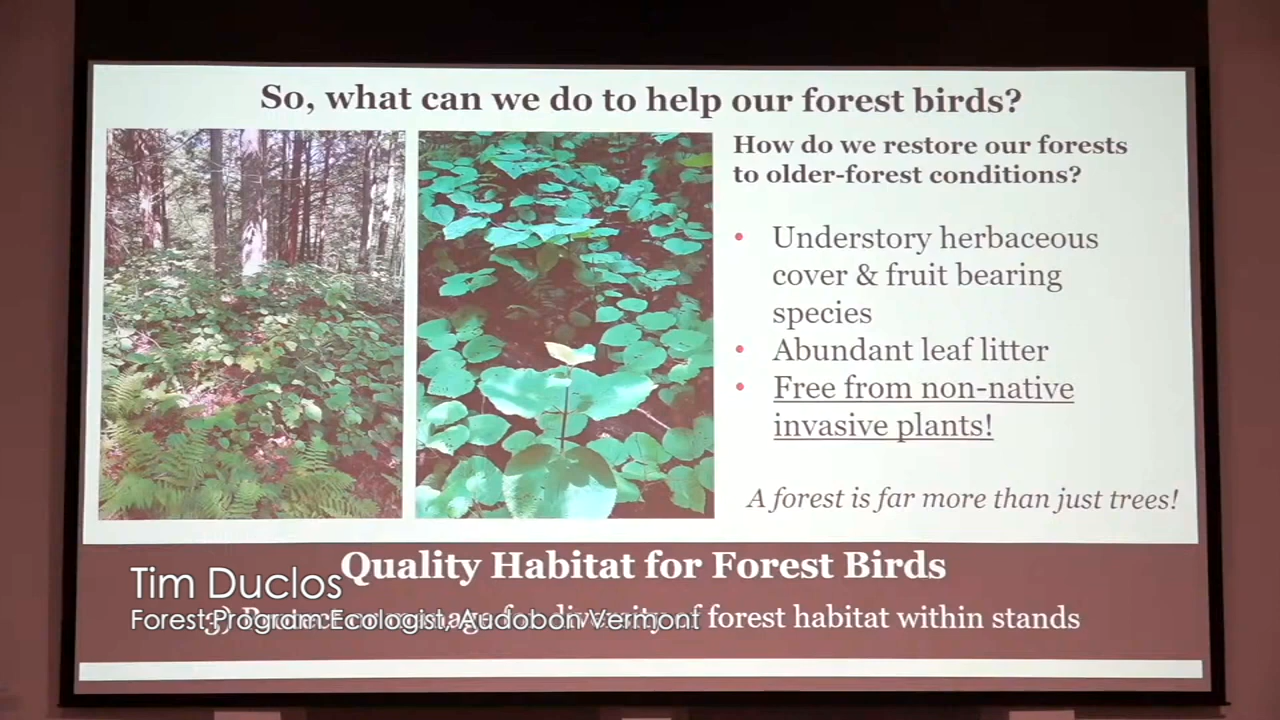 So, what can we do to help our forest birds?
How do we restore our forests
to older-forest conditions?
• Understory herbaceous
cover & fruit bearing
species
• Abundant leaf litter
• Free from non-native
invasive plants!
A forest is far more than just trees!
Quality Habitat for Forest Birds
Tim Duclos
Forest Program Ecologist, Audobon Vermont
forest habitat within stands